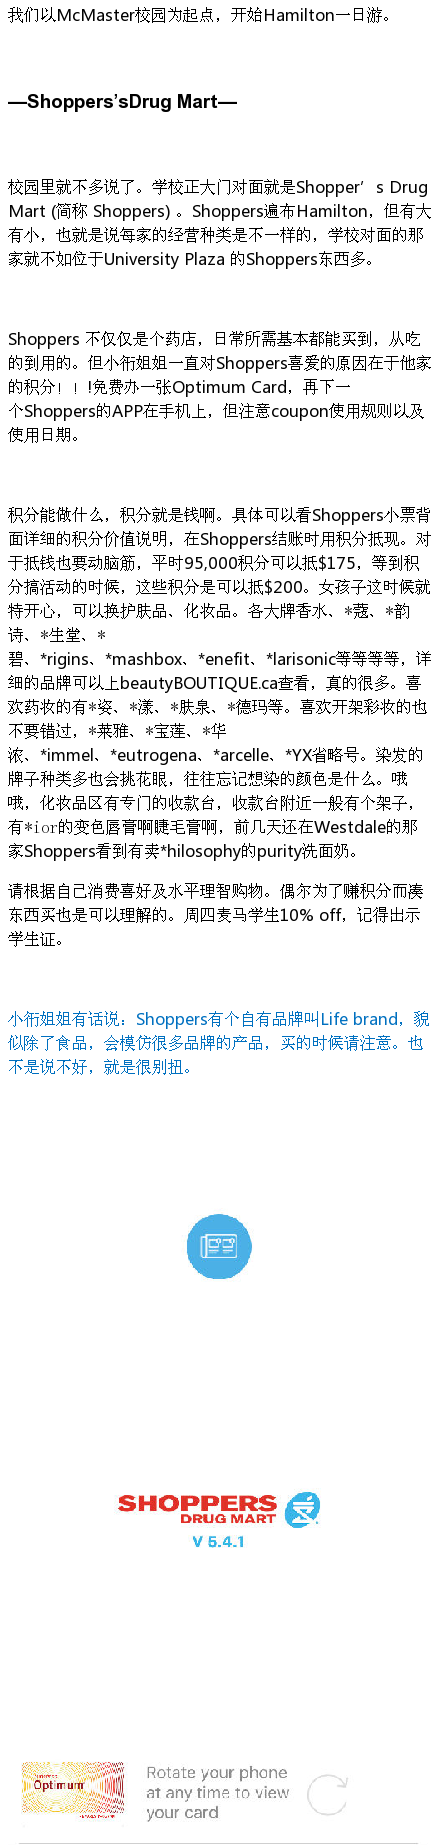 我们以McMaster校园为起点，开始Hamilton一日游。
—Shoppers'sDrug Mart—
校园里就不多说了。学校正大门对面就是Shopper’s Drug
Mart (简称 Shoppers) 。Shoppers遍布Hamilton，但有大
有小，也就是说每家的经营种类是不一样的，学校对面的那
家就不如位于University Plaza 的Shoppers东西多。
Shoppers 不仅仅是个药店，日常所需基本都能买到，从吃
的到用的。但小衔姐姐一直对Shoppers喜爱的原因在于他家
的积分！！!免费办一张Optimum Card，再下一
个Shoppers的APP在手机上，但注意coupon使用规则以及
使用日期。
积分能做什么，积分就是钱啊。具体可以看Shoppers小票背
面详细的积分价值说明，在Shoppers结账时用积分抵现。对
于抵钱也要动脑筋，平时95,000积分可以抵$175，等到积
分搞活动的时候，这些积分是可以抵$200。女孩子这时候就
特开心，可以换护肤品、化妆品。各大牌香水、*蔻、*韵
诗、*生堂、*
碧、*rigins、*mashbox、*enefit、*larisonic等等等等，详
细的品牌可以上beautyBOUTIQUE.ca查看，真的很多。喜
欢药妆的有*姿、*漾、*肤泉、*德玛等。喜欢开架彩妆的也
不要错过，*莱雅、*宝莲、*华
浓、*immel、*eutrogena、*arcelle、*YX省略号。染发的
牌子种类多也会挑花眼，往往忘记想染的颜色是什么。哦
哦，化妆品区有专门的收款台，收款台附近一般有个架子，
有*ior的变色唇膏啊睫毛膏啊，前几天还在Westdale的那
家Shoppers看到有卖*hilosophy的purity洗面奶。
请根据自己消费喜好及水平理智购物。偶尔为了赚积分而凑
东西买也是可以理解的。周四麦马学生10% off，记得出示
学生证。
小衔姐姐有话说：Shoppers有个自有品牌叫Life brand，貌
似除了食品，会模仿很多品牌的产品，买的时候请注意。也
不是说不好，就是很别扭。
SHOPPERS
DRUG MART
V 5.4.1
Optimum
Rotate your phone
at any time to view
your card